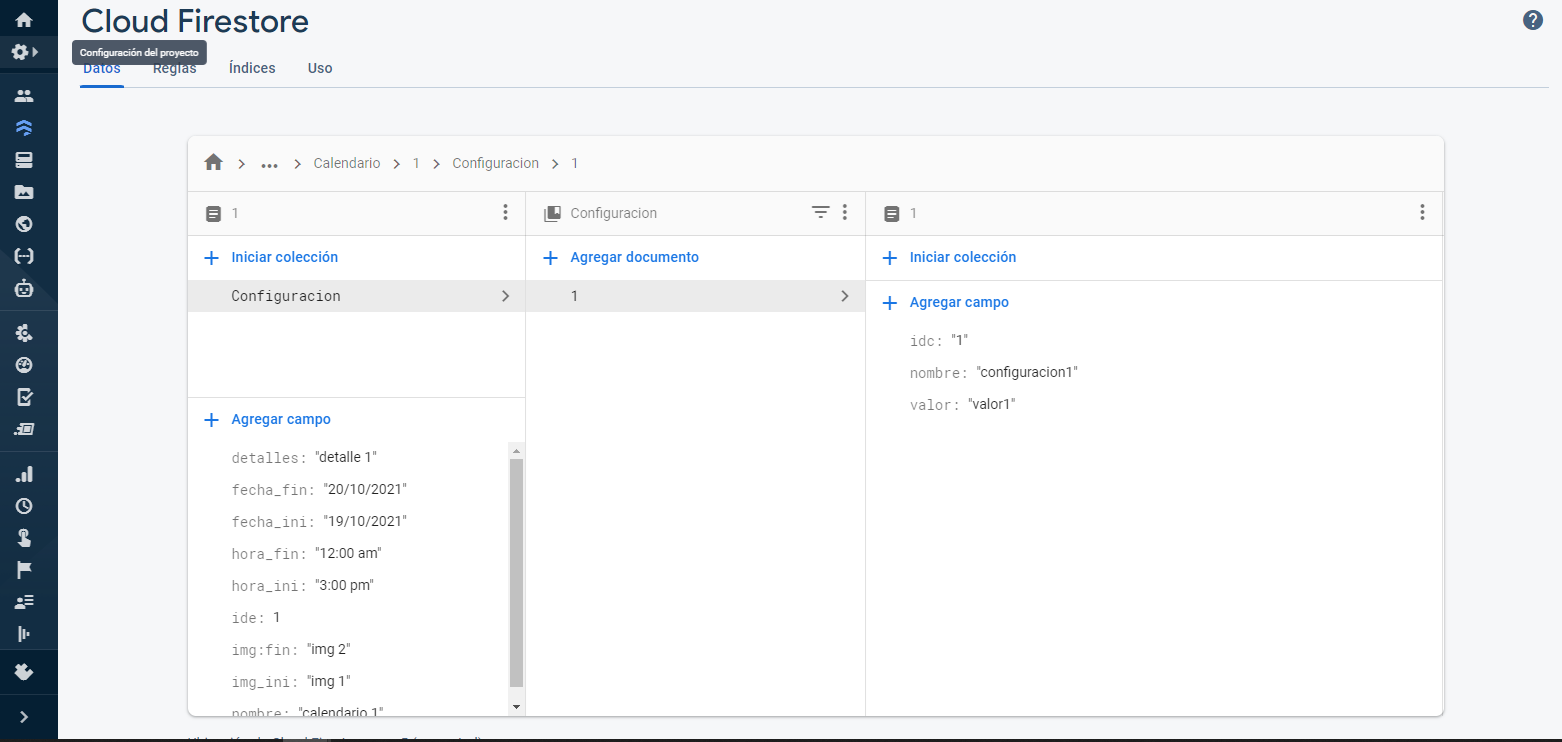 Cloud Firestore
Configuración del proyecto
Datos Reglas Índices Uso
... Calendario 1 Configuracion 1
1
Iniciar colección
Configuracion
Agregar campo
detalles: "detalle 1"
fecha_fin: "20/10/2021"
fecha_ini: "19/10/2021"
hora_fin: "12:00 am"
hora_ini: "3:00 pm"
ide: 1
img:fin: "img 2"
img_ini: "img 1"
nombre: "calendario 1"
Configuracion
Agregar documento
1
1
Iniciar colección
Agregar campo
idc: "1"
nombre: "configuracion1"
valor: "valor1"